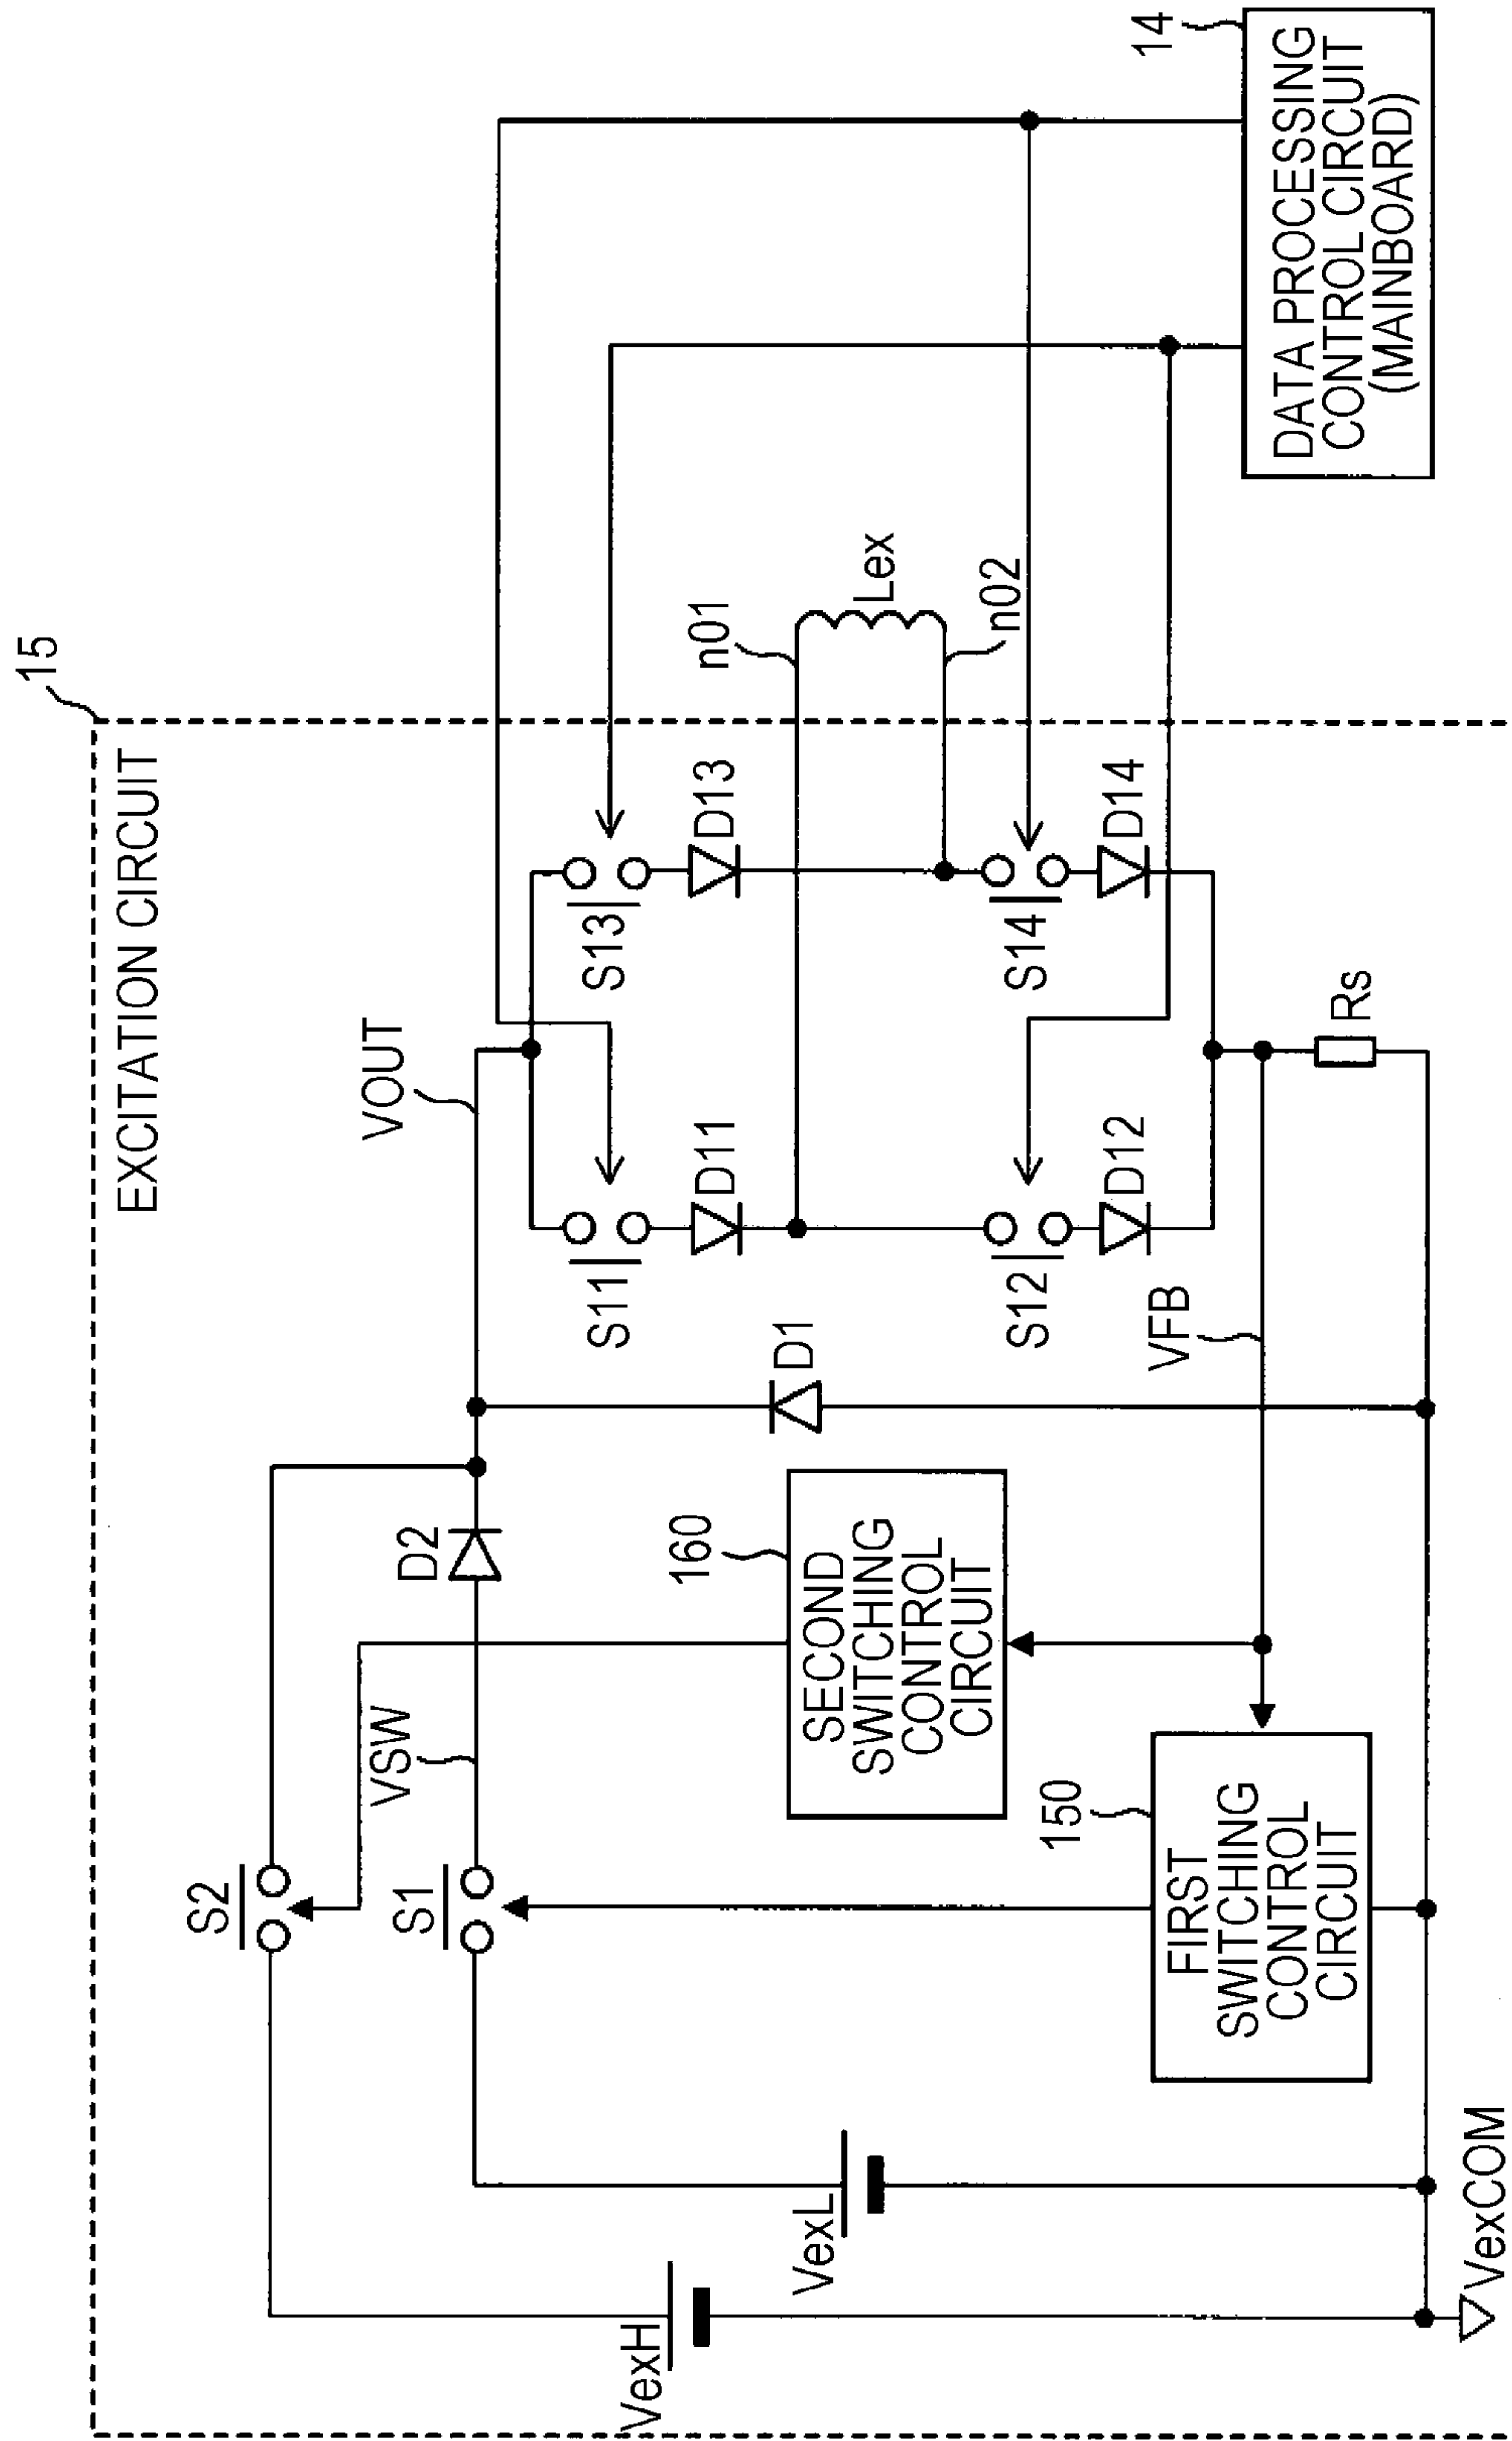 15
EXCITATION CIRCUIT
VOUT
S2
S1
VSW
D2
160
SECOND
SWITCHING
CONTROL
CIRCUIT
150
FIRST
SWITCHING
CONTROL
CIRCUIT
VexH
VexL
VexCOM
D1
VFB
S11
D11
S12
D12
S13
D13
S14
D14
Rs
n01
Lex
n02
14
DATA PROCESSING
CONTROL CIRCUIT
(MAINBOARD)